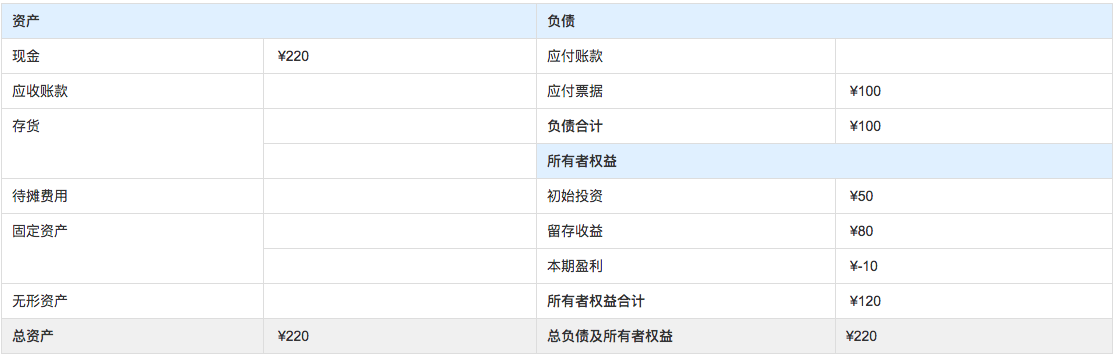 资产 负债
现金 ¥220 应付账款
应收账款 应付票据 ¥100
存货 负债合计 ¥100
所有者权益
待摊费用 初始投资 ¥50
固定资产 留存收益 ¥80
本期盈利 ¥-10
无形资产 所有者权益合计 ¥120
总资产 ¥220 总负债及所有者权益 ¥220